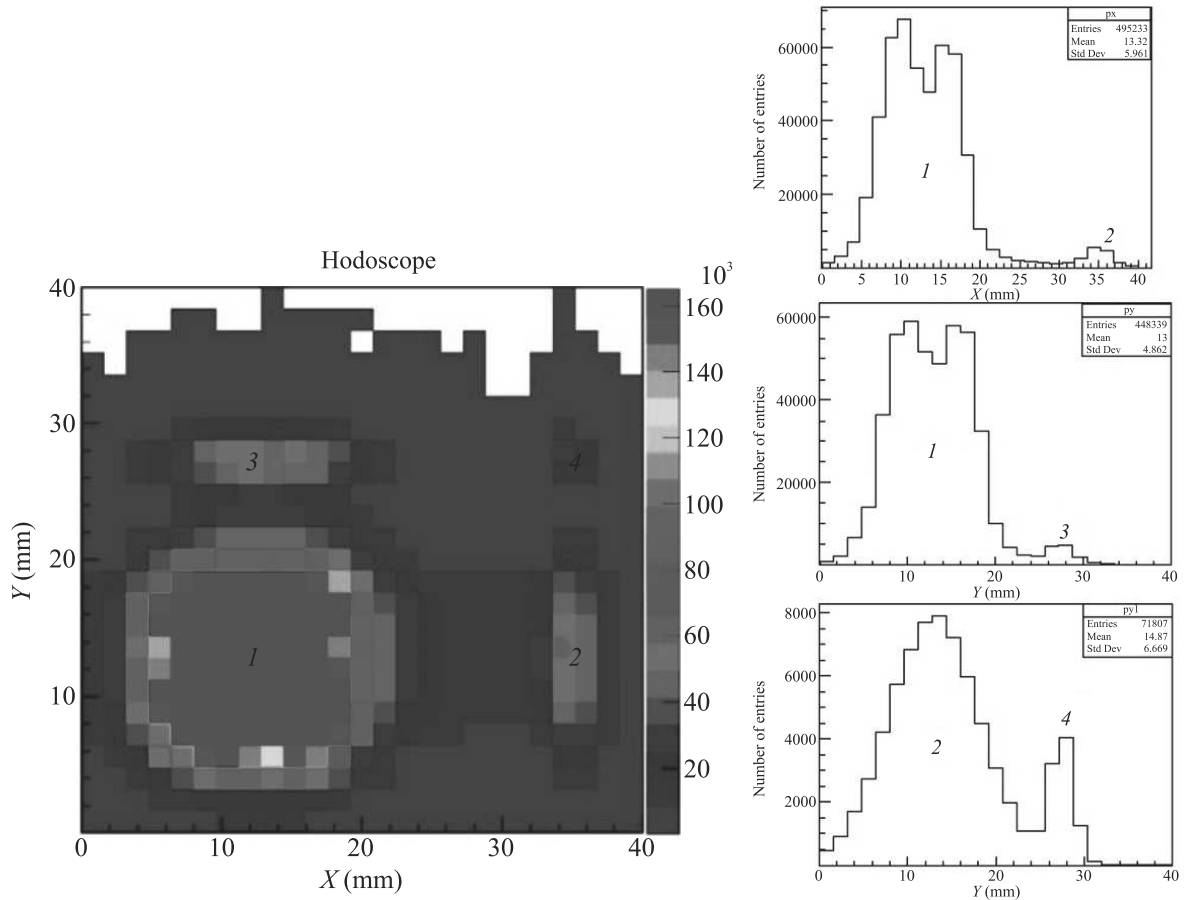 Hodoscope
10³
40
30
20
10
Y (mm)
0
10
20
30
40
X (mm)
160
140
120
100
80
60
40
20
3
4
1
2
px
Entries 495233
Mean 13.32
Std Dev 5.961
Number of entries
60000
40000
20000
1
2
0
5
10
15
20
25
30
35
40
X (mm)
py
Entries 448339
Mean 13
Std Dev 4.862
Number of entries
60000
40000
20000
1
3
0
10
20
30
40
Y (mm)
py1
Entries 71807
Mean 14.87
Std Dev 6.669
Number of entries
8000
6000
4000
2000
2
4
0
10
20
30
40
Y (mm)